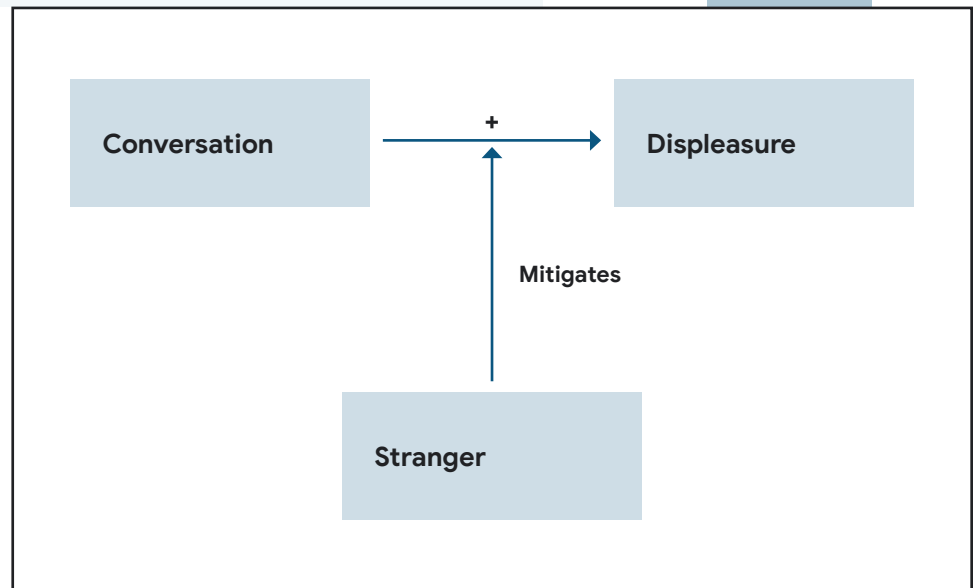 +
Conversation
Displeasure
Mitigates
Stranger